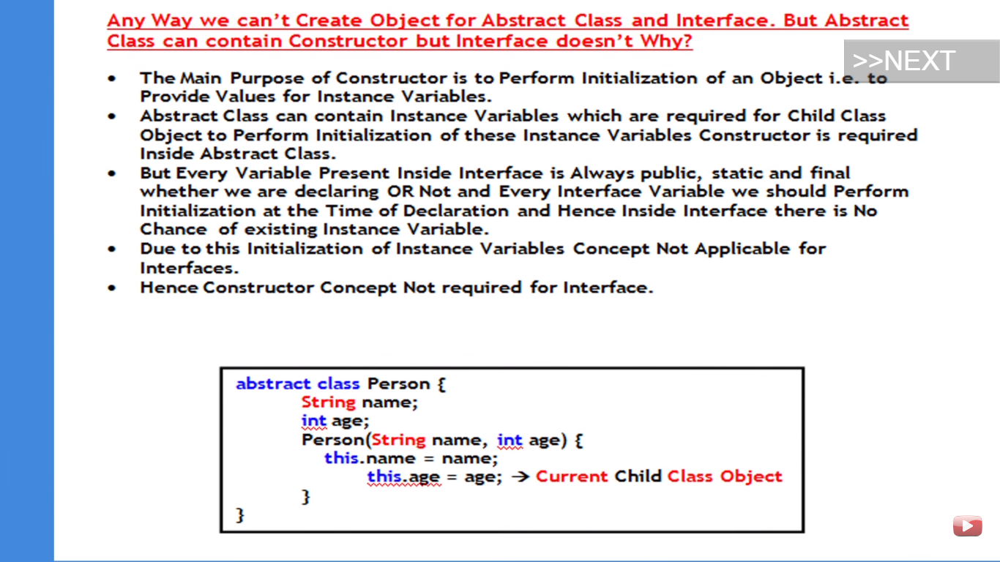 Any Way we can't Create Object for Abstract Class and Interface. But Abstract
Class can contain Constructor but Interface doesn't Why?
>>NEXT
• The Main Purpose of Constructor is to Perform Initialization of an Object i.e. to
Provide Values for Instance Variables.
• Abstract Class can contain Instance Variables which are required for Child Class
Object to Perform Initialization of these Instance Variables Constructor is required
Inside Abstract Class.
• But Every Variable Present Inside Interface is Always public, static and final
whether we are declaring OR Not and Every Interface Variable we should Perform
Initialization at the Time of Declaration and Hence Inside Interface there is No
Chance of existing Instance Variable.
• Due to this Initialization of Instance Variables Concept Not Applicable for
Interfaces.
• Hence Constructor Concept Not required for Interface.
abstract class Person {
String name;
int age;
Person(String name, int age) {
this.name = name;
this.age = age; → Current Child Class Object
}
}